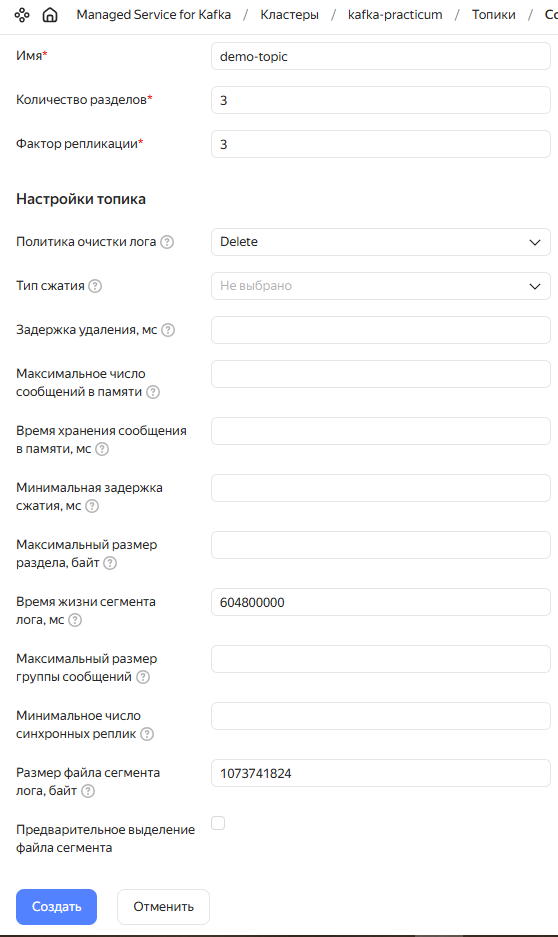 Managed Service for Kafka / Кластеры / kafka-practicum / Топики / Со
Имя* demo-topic
Количество разделов* 3
Фактор репликации* 3
Настройки топика
Политика очистки лога ? Delete
Тип сжатия ? Не выбрано
Задержка удаления, мс ?
Максимальное число
сообщений в памяти ?
Время хранения сообщения
в памяти, мс ?
Минимальная задержка
сжатия, мс ?
Максимальный размер
раздела, байт ?
Время жизни сегмента
лога, мс ? 604800000
Максимальный размер
группы сообщений ?
Минимальное число
синхронных реплик ?
Размер файла сегмента
лога, байт ? 1073741824
Предварительное выделение
файла сегмента
Создать Отменить